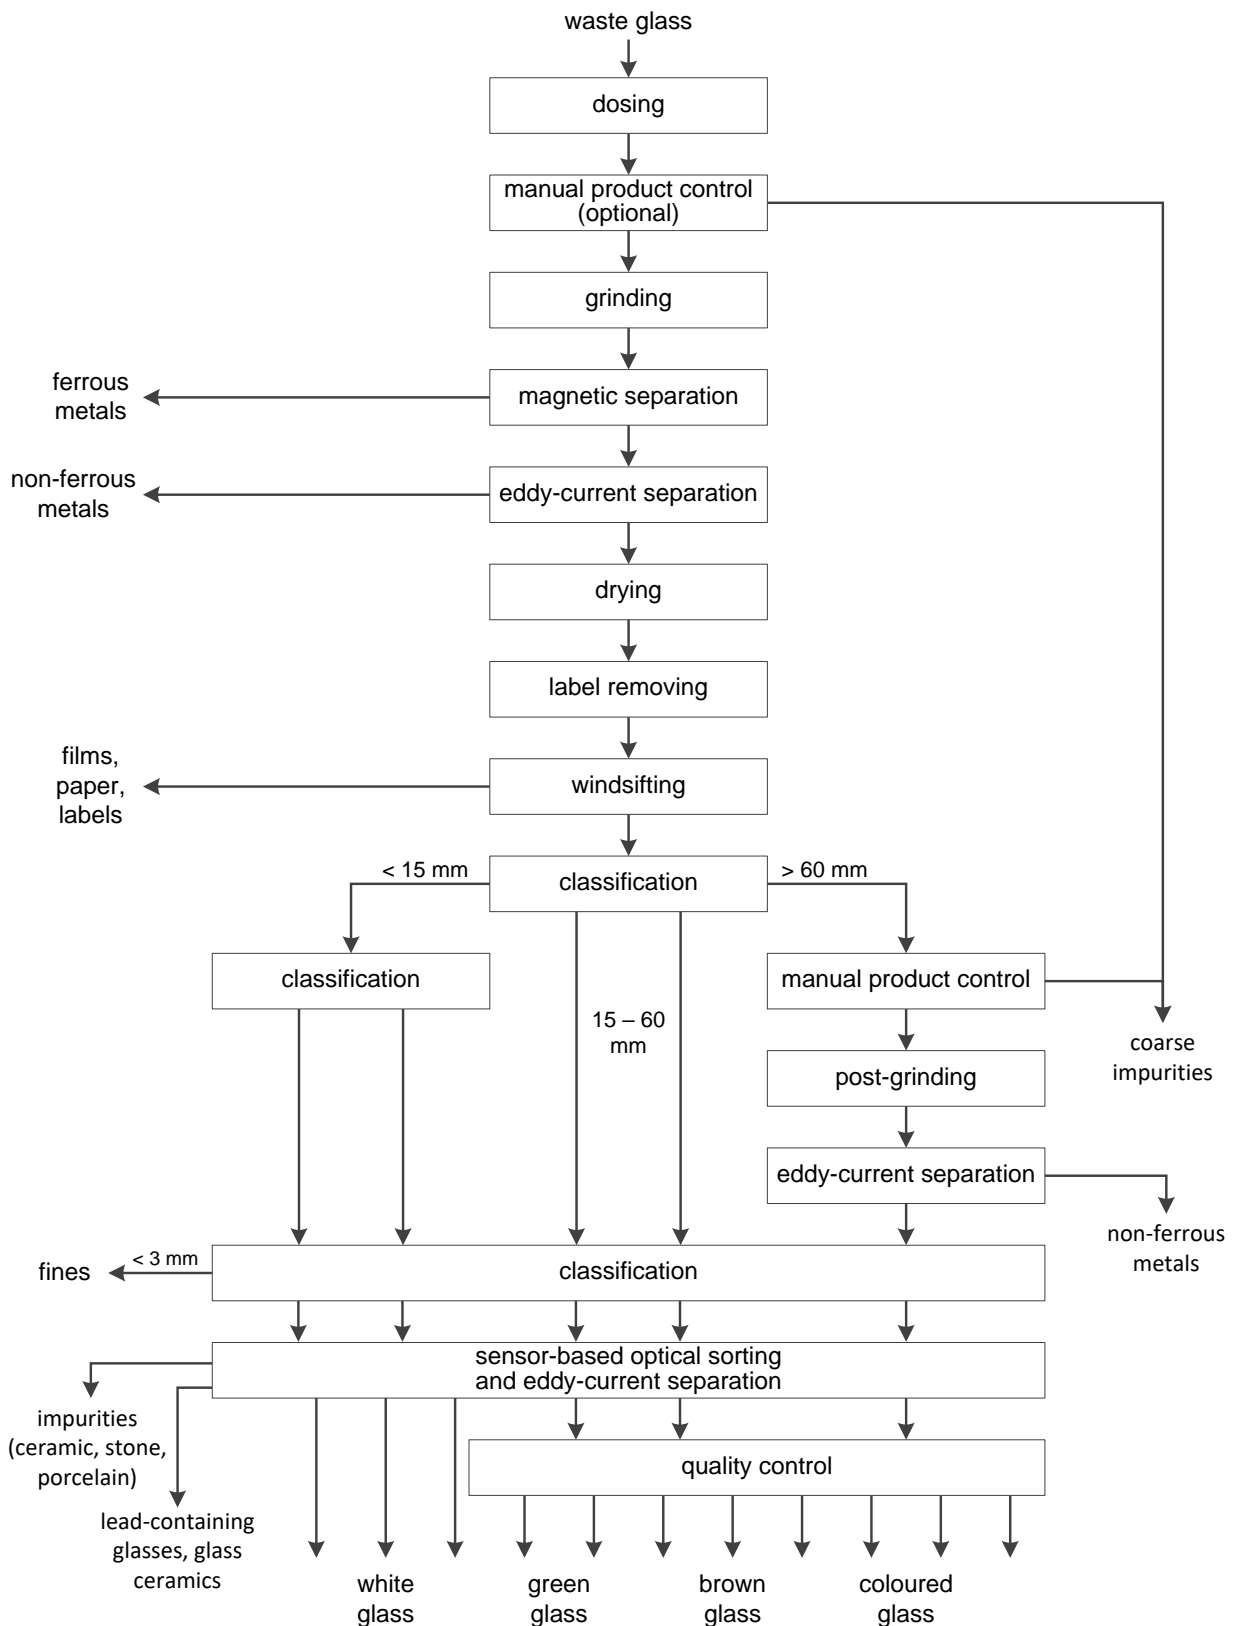 waste glass
dosing
manual product control
(optional)
grinding
ferrous
metals
magnetic separation
non-ferrous
metals
eddy-current separation
drying
label removing
films,
paper,
labels
windsifting
< 15 mm
classification
> 60 mm
classification
15 – 60
mm
manual product control
coarse
impurities
post-grinding
eddy-current separation
non-ferrous
metals
fines
< 3 mm
classification
sensor-based optical sorting
and eddy-current separation
impurities
(ceramic, stone,
porcelain)
quality control
lead-containing
glasses, glass
ceramics
white
glass
green
glass
brown
glass
coloured
glass